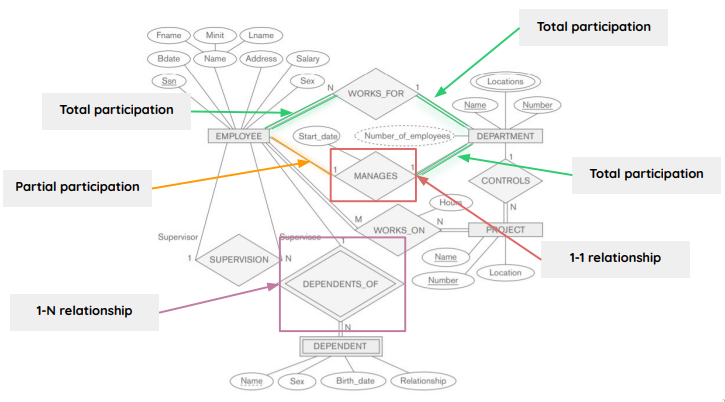 Total participation
Fname
Minit
Lname
Bdate
Name
Address
Salary
Ssn
Sex
N
WORKS_FOR
1
Locations
Name
Number
Total participation
EMPLOYEE
Start_date
Number_of_employees
DEPARTMENT
1
MANAGES
1
1
Total participation
Partial participation
CONTROLS
Hours
N
M
WORKS_ON
N
PROJECT
Supervisor
Supervisee
1
SUPERVISION
N
1
Name
Number
Location
1-1 relationship
1-N relationship
DEPENDENTS_OF
N
DEPENDENT
Name
Sex
Birth_date
Relationship